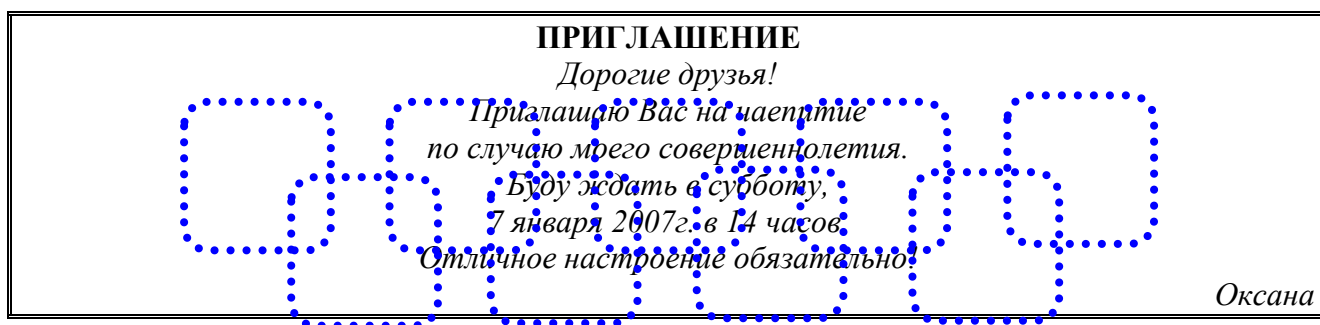 ПРИГЛАШЕНИЕ
Дорогие друзья!
Приглашаю Вас на чаепитие
по случаю моего совершеннолетия.
Буду ждать в субботу,
7 января 2007г. в 14 часов
Отличное настроение обязательно!
Оксана